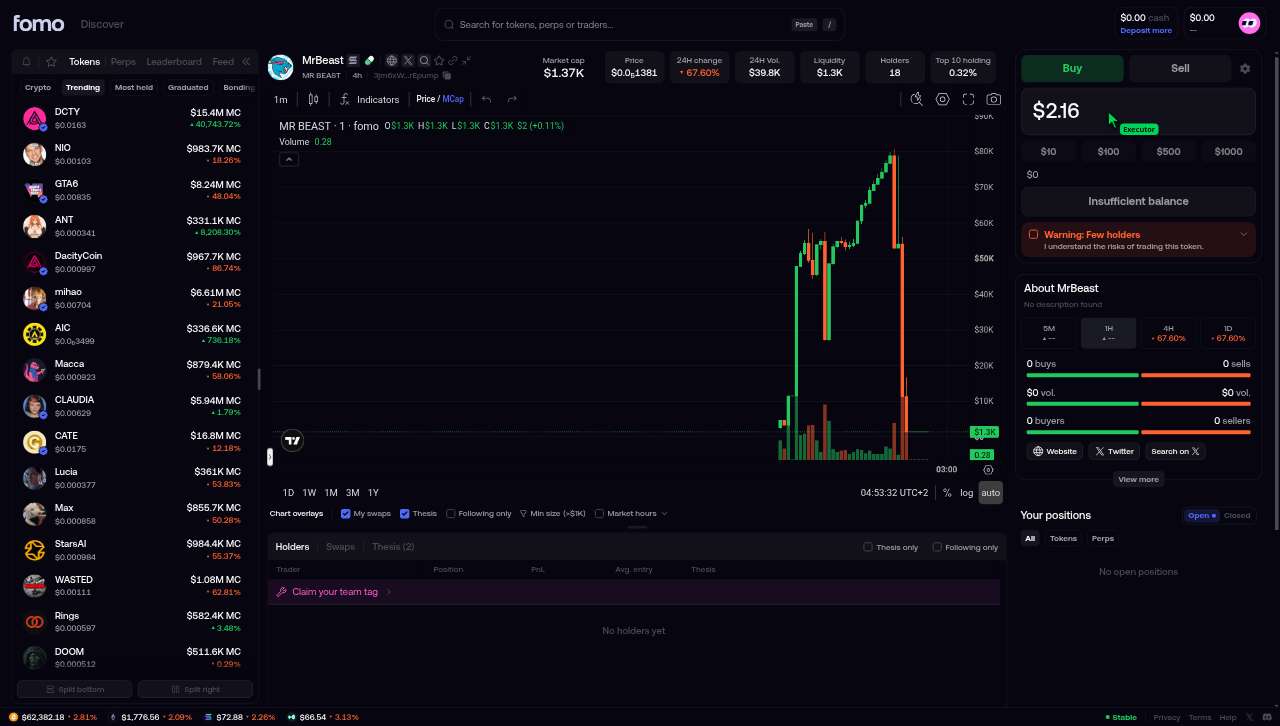 fomo
Discover
Search for tokens, perps or traders...
Paste
/
$0.00 cash
Deposit more
$0.00
—
Tokens Perps Leaderboard Feed
Crypto Trending Most held Graduated Bonding
DCTY $15.4M MC
$0.0163 40,743.72%
NIO $983.7K MC
$0.00103 18.26%
GTA6 $8.24M MC
$0.00835 48.04%
ANT $331.1K MC
$0.000341 8,208.30%
DacityCoin $967.7K MC
$0.000997 86.74%
mihao $6.61M MC
$0.00704 21.05%
AIC $336.6K MC
736.18%
Macca $879.4K MC
$0.000923 58.06%
CLAUDIA $5.94M MC
$0.00629 1.79%
CATE $16.8M MC
$0.0175 12.18%
Lucia $361K MC
$0.000377 53.83%
Max $855.7K MC
$0.000858 50.28%
StarsAI $984.4K MC
$0.000984 55.37%
WASTED $1.08M MC
$0.00111 62.81%
Rings $582.4K MC
$0.000597 3.48%
DOOM $511.6K MC
$0.000512 0.29%
Split bottom Split right
MrBeast
MR BEAST 4h 3jm6xW...rEpump
Market cap
$1.37K
Price
24H change
67.60%
24H Vol.
$39.8K
Liquidity
$1.3K
Holders
18
Top 10 holding
0.32%
1m Indicators Price / MCap
MR BEAST · 1 · fomo O$1.3K H$1.3K L$1.3K C$1.3K $2 (+0.11%)
Volume 0.28
$90K
$80K
$70K
$60K
$50K
$40K
$30K
$20K
$10K
$1.3K
$0
0.28
03:00
1D 1W 1M 3M 1Y
04:53:32 UTC+2 % log auto
Chart overlays My swaps Thesis Following only Min size (>$1K) Market hours
Holders Swaps Thesis (2) Thesis only Following only
Trader Position PnL Avg. entry Thesis
Claim your team tag
No holders yet
Buy Sell
$2.16
Executor
$10 $100 $500 $1000
$0
Insufficient balance
Warning: Few holders
I understand the risks of trading this token.
About MrBeast
No description found
5M 1H 4H 1D
-- -- 67.60% 67.60%
0 buys 0 sells
$0 vol. $0 vol.
0 buyers 0 sellers
Website Twitter Search on X
View more
Your positions Open Closed
All Tokens Perps
No open positions
$62,382.18 2.81% $1,776.56 2.09% $72.88 2.26% $66.54 3.13%
Stable Privacy Terms Help